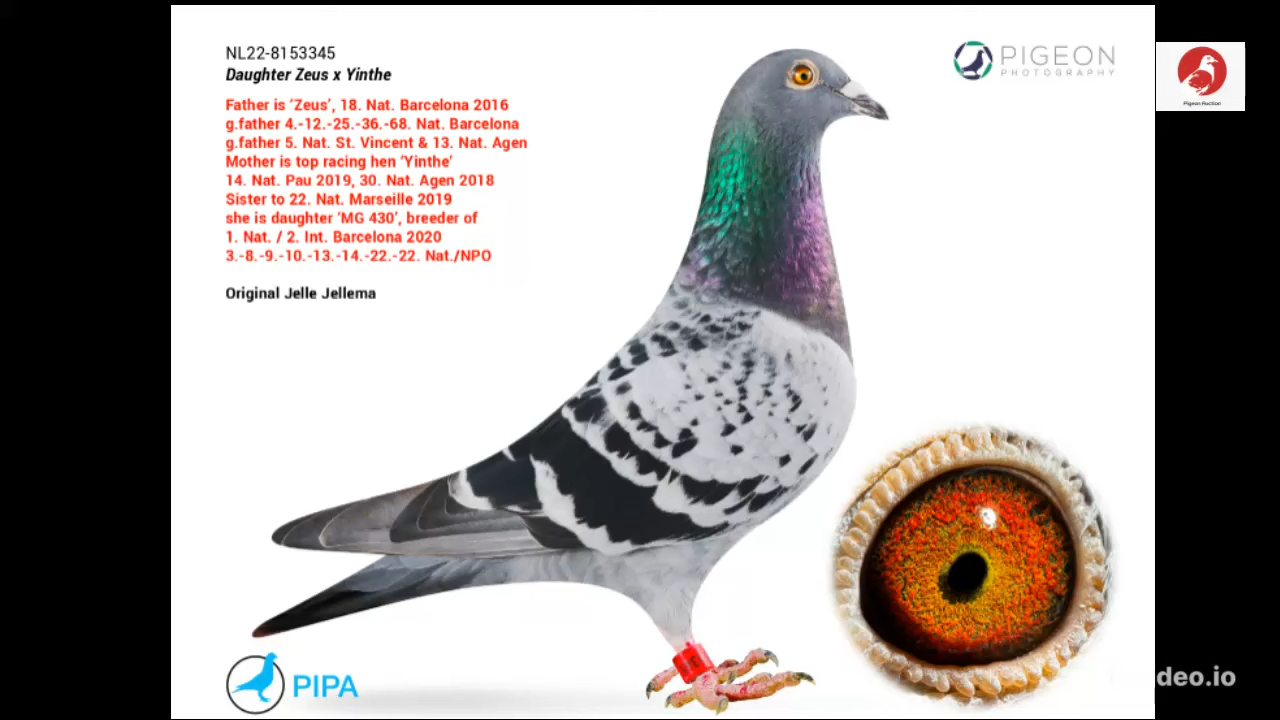 NL22-8153345
Daughter Zeus x Yinthe
Father is ‘Zeus’, 18. Nat. Barcelona 2016
g.father 4.-12.-25.-36.-68. Nat. Barcelona
g.father 5. Nat. St. Vincent & 13. Nat. Agen
Mother is top racing hen ‘Yinthe’
14. Nat. Pau 2019, 30. Nat. Agen 2018
Sister to 22. Nat. Marseille 2019
she is daughter ‘MG 430’, breeder of
1. Nat. / 2. Int. Barcelona 2020
3.-8.-9.-10.-13.-14.-22.-22. Nat./NPO
Original Jelle Jellema
PIGEON
PHOTOGRAPHY
Pigeon Auction
PIPA
deo.io